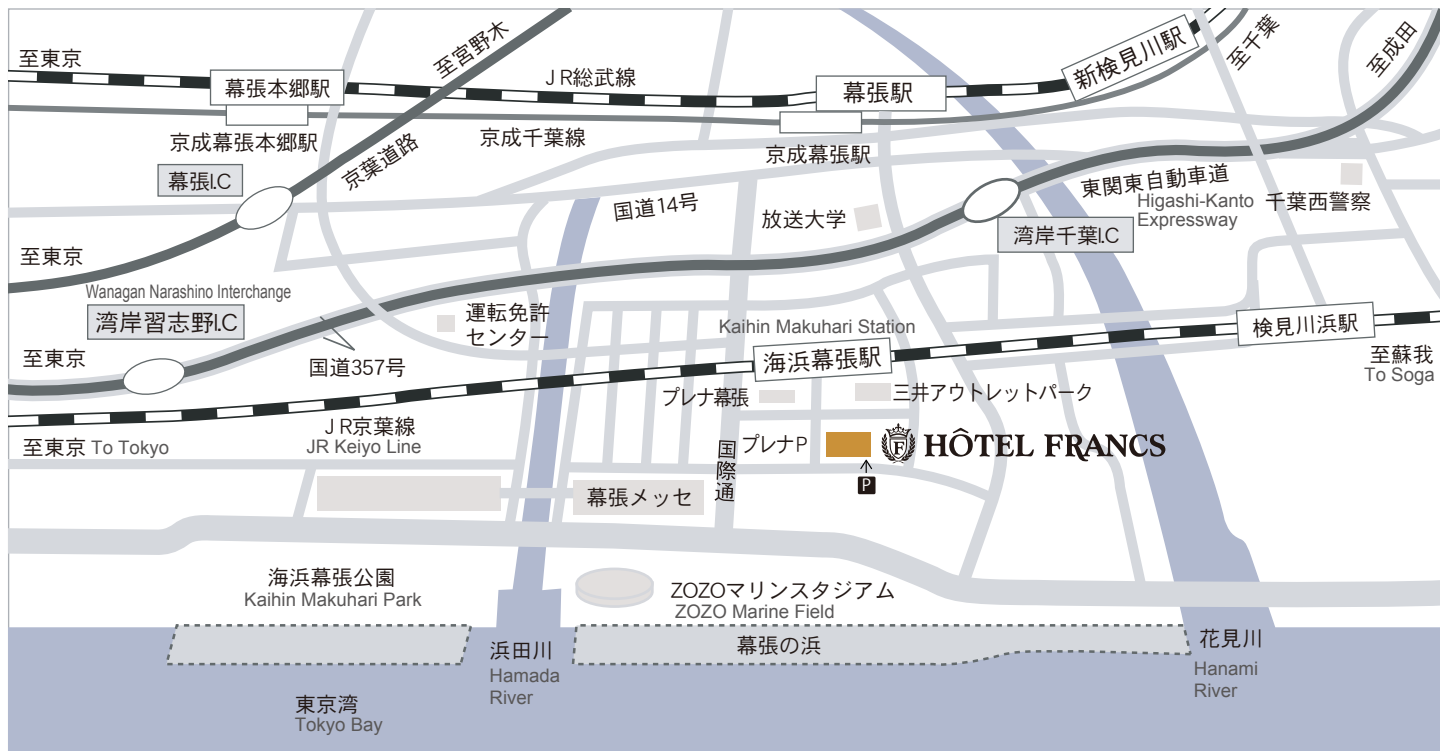 至東京
幕張本郷駅
至宮野木
JR総武線
幕張駅
新検見川駅
至千葉
至成田
京成幕張本郷駅
京成千葉線
京成幕張駅
幕張I.C
京葉道路
国道14号
放送大学
東関東自動車道
Higashi-Kanto
Expressway
千葉西警察
湾岸千葉I.C
至東京
Wanagan Narashino Interchange
湾岸習志野I.C
運転免許
センター
Kaihin Makuhari Station
海浜幕張駅
検見川浜駅
至東京
国道357号
至蘇我
To Soga
プレナ幕張
三井アウトレットパーク
JR京葉線
JR Keiyo Line
至東京 To Tokyo
国際通
プレナP
F
HÔTEL FRANCS
P
幕張メッセ
海浜幕張公園
Kaihin Makuhari Park
ZOZOマリンスタジアム
ZOZO Marine Field
浜田川
Hamada
River
幕張の浜
花見川
Hanami
River
東京湾
Tokyo Bay